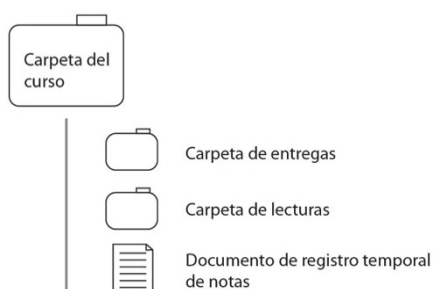 Carpeta del
curso
Carpeta de entregas
Carpeta de lecturas
Documento de registro temporal
de notas